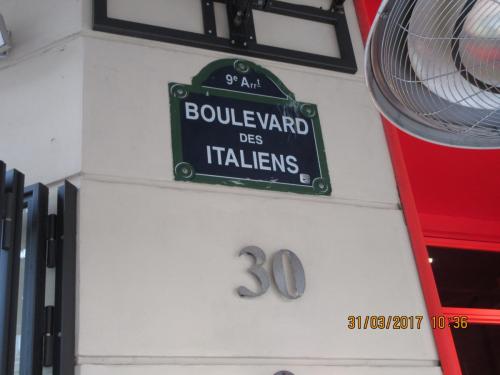 9e Arrt
BOULEVARD
DES
ITALIENS
30
31/03/2017 10:36